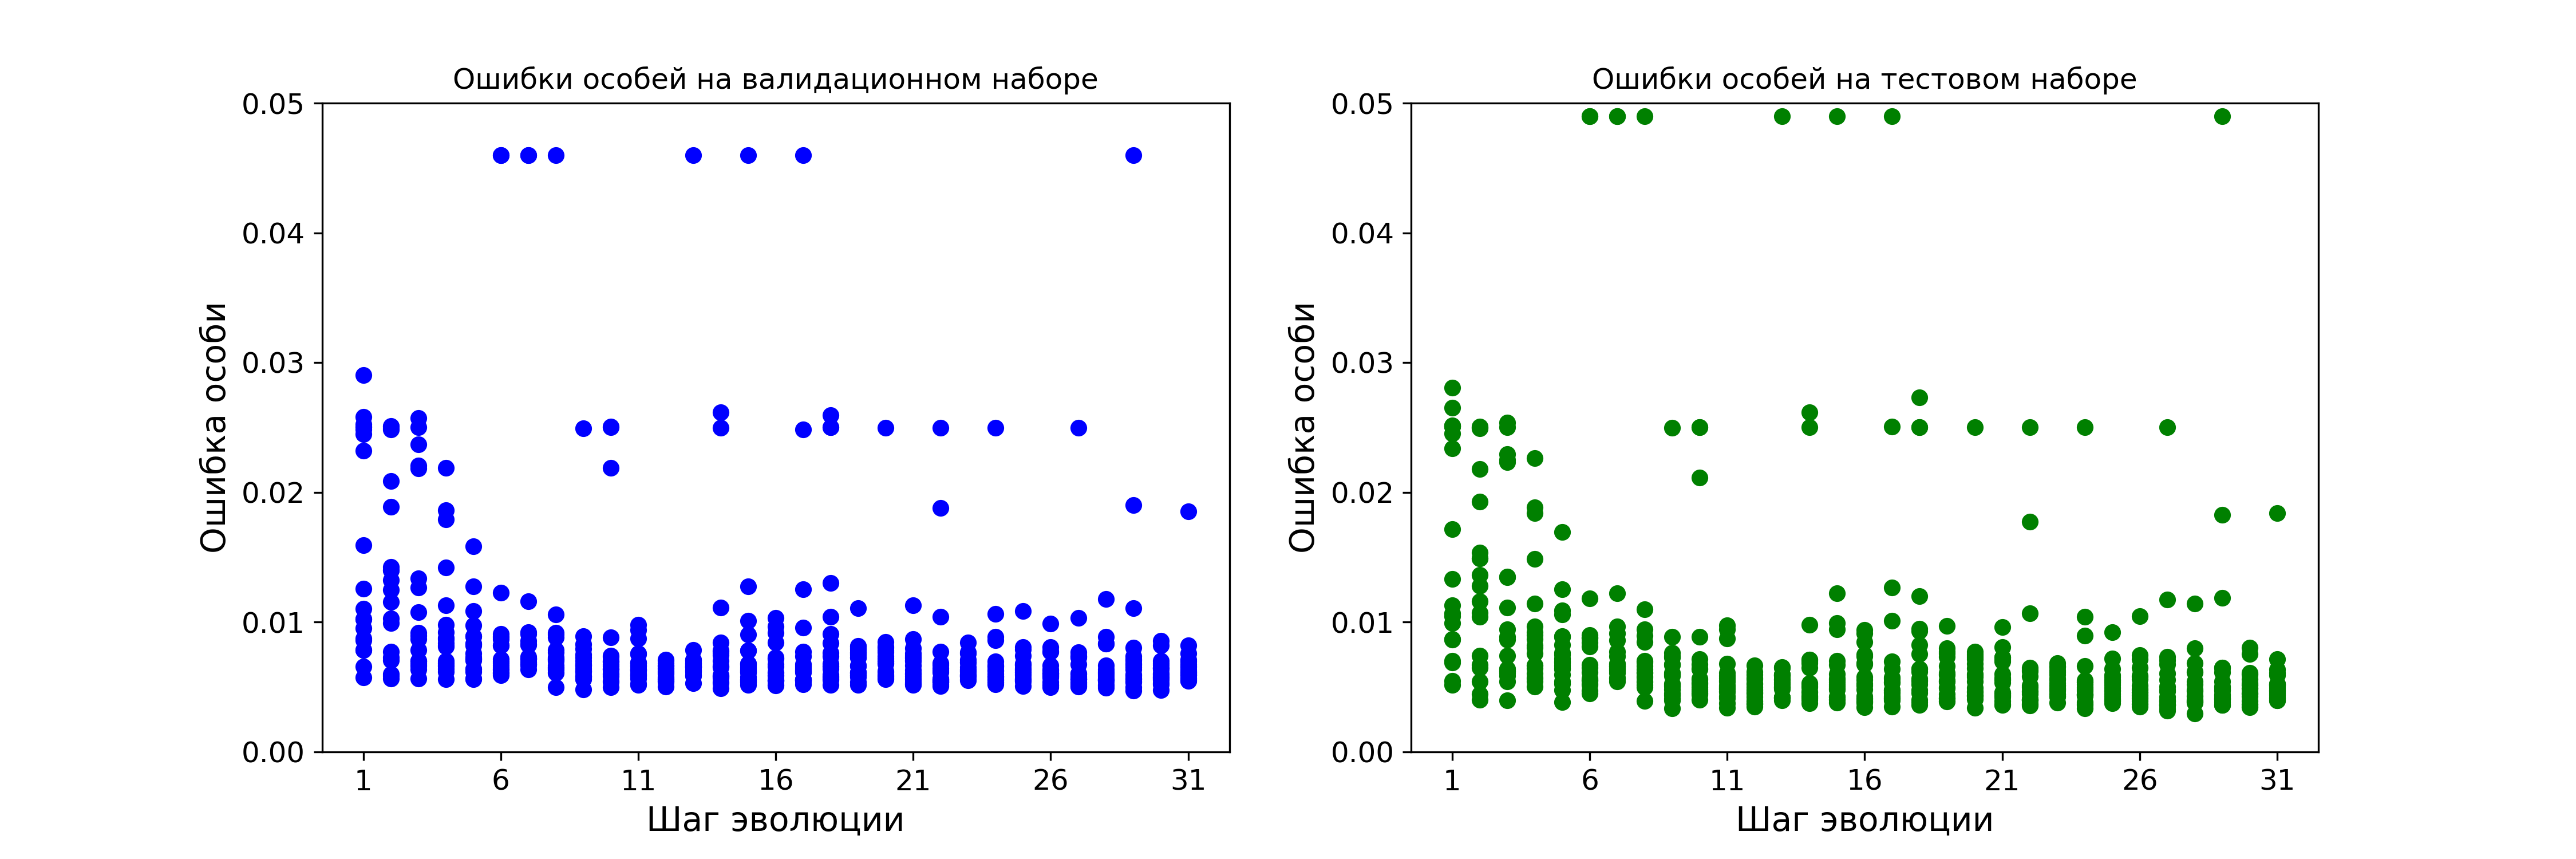 Ошибки особей на валидационном наборе
Ошибка особи
0.05
0.04
0.03
0.02
0.01
0.00
1 6 11 16 21 26 31
Шаг эволюции
Ошибки особей на тестовом наборе
Ошибка особи
0.05
0.04
0.03
0.02
0.01
0.00
1 6 11 16 21 26 31
Шаг эволюции